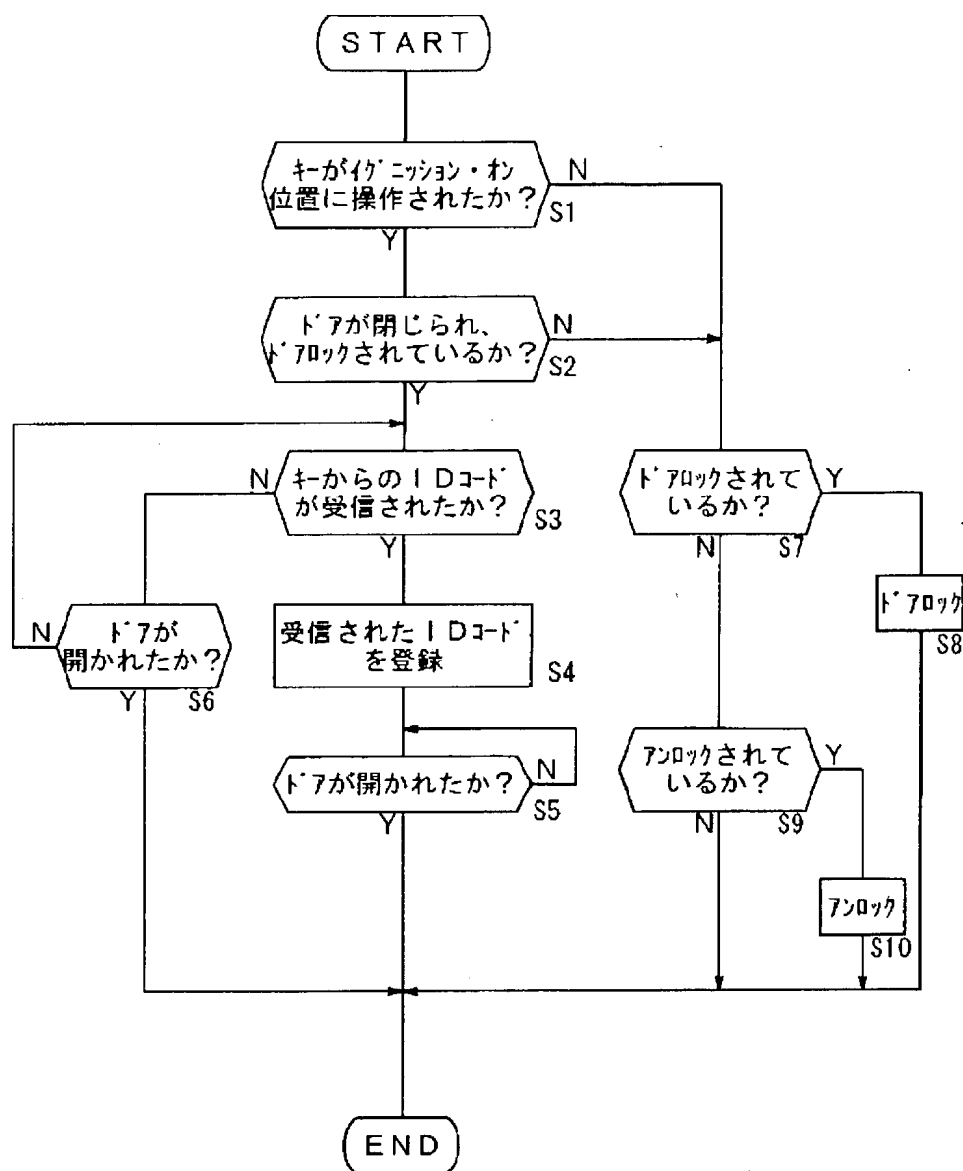 START
キーがイグニッション・オン
位置に操作されたか？
N
S1
Y
ドアが閉じられ、
ドアロックされているか？
N
S2
Y
キーからのIDコード
が受信されたか？
N
S3
Y
ドアロックされて
いるか？
Y
N
S7
ドアロック
S8
受信されたIDコード
を登録
S4
ドアが
開かれたか？
N
Y
S6
ドアが開かれたか？
N
S5
Y
アンロックされて
いるか？
Y
N
S9
アンロック
S10
END